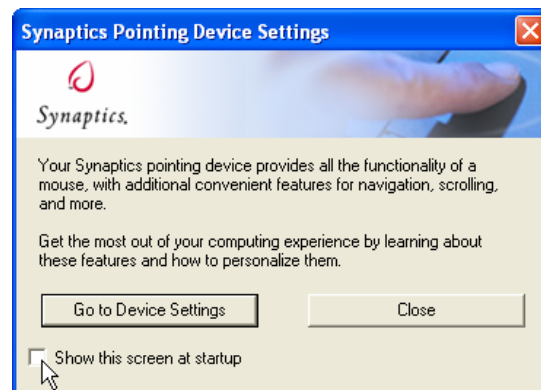 Synaptics Pointing Device Settings
Synaptics.
Your Synaptics pointing device provides all the functionality of a
mouse, with additional convenient features for navigation, scrolling,
and more.
Get the most out of your computing experience by learning about
these features and how to personalize them.
Go to Device Settings
Close
Show this screen at startup